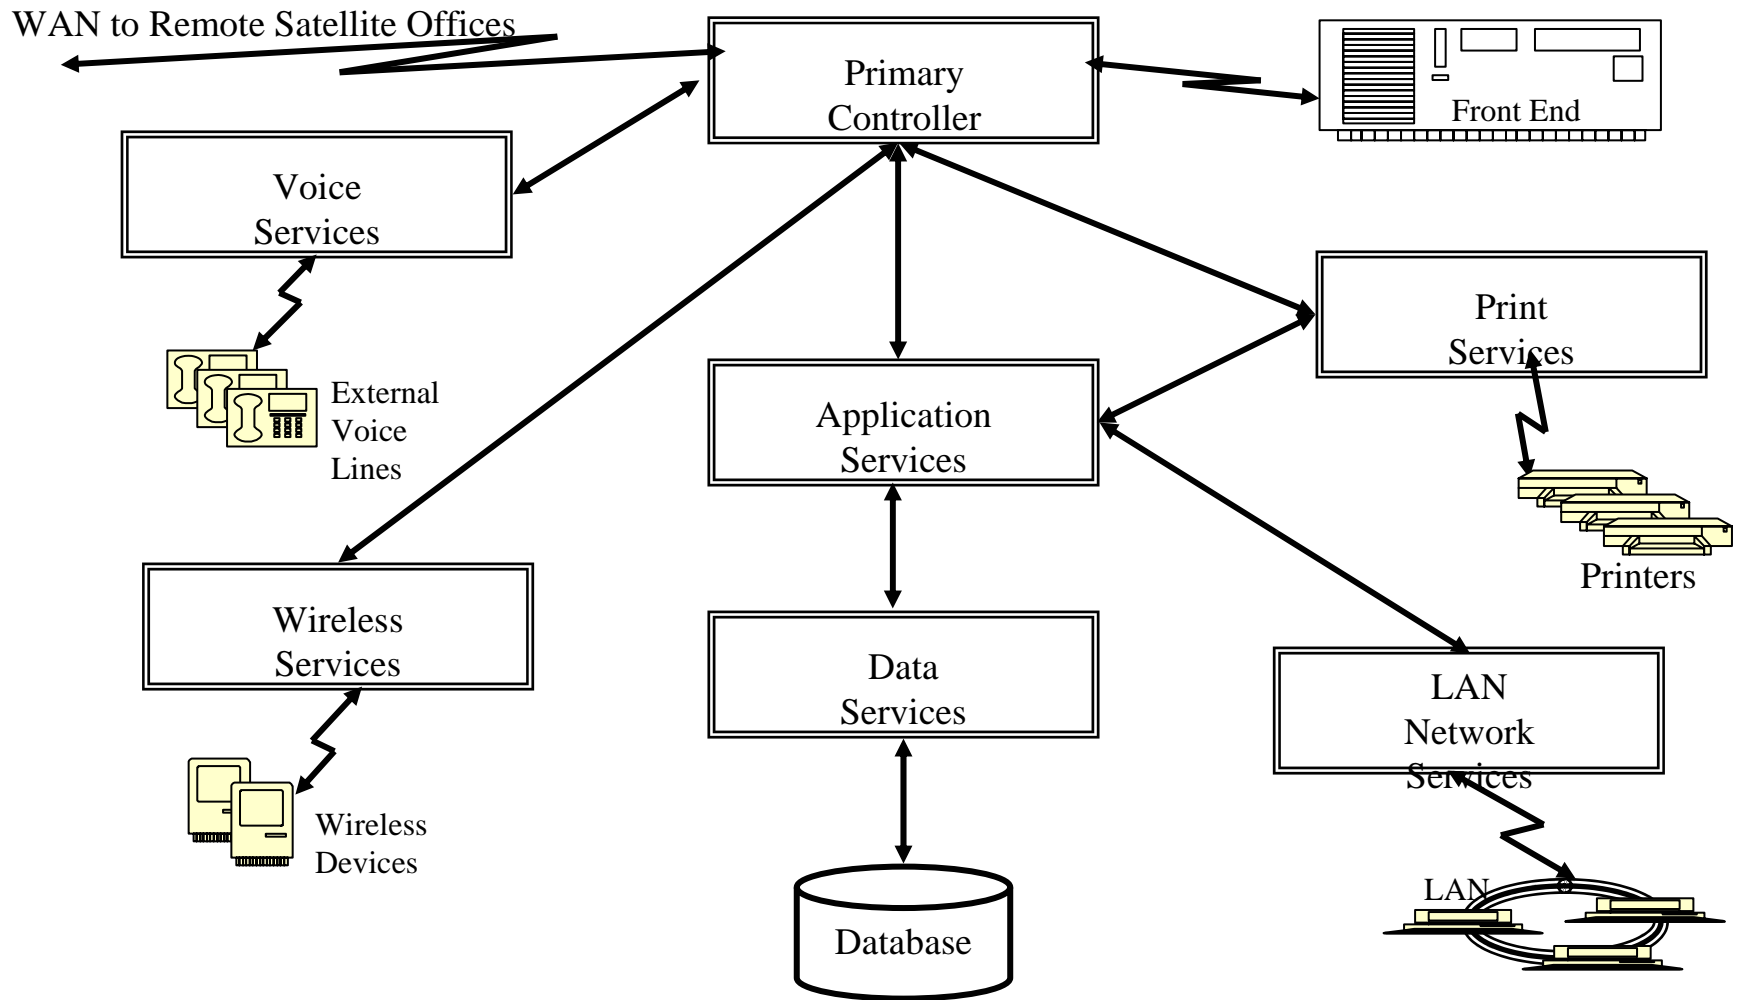 WAN to Remote Satellite Offices
Primary
Controller
Front End
Voice
Services
Print
Services
External
Voice
Lines
Application
Services
Printers
Wireless
Services
Data
Services
LAN
Network
Services
Wireless
Devices
LAN
Database